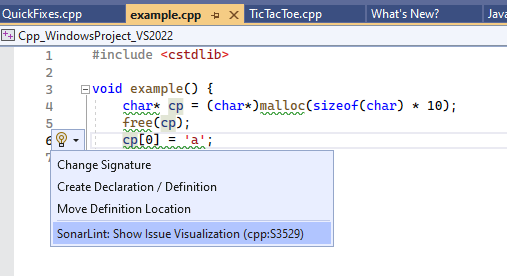 QuickFixes.cpp example.cpp TicTacToe.cpp What's New? Java
Cpp_WindowsProject_VS2022
1 #include <cstdlib>
2
3 void example() {
4 char* cp = (char*)malloc(sizeof(char) * 10);
5 free(cp);
6 cp[0] = 'a';
7
Change Signature
Create Declaration / Definition
Move Definition Location
SonarLint: Show Issue Visualization (cpp:S3529)